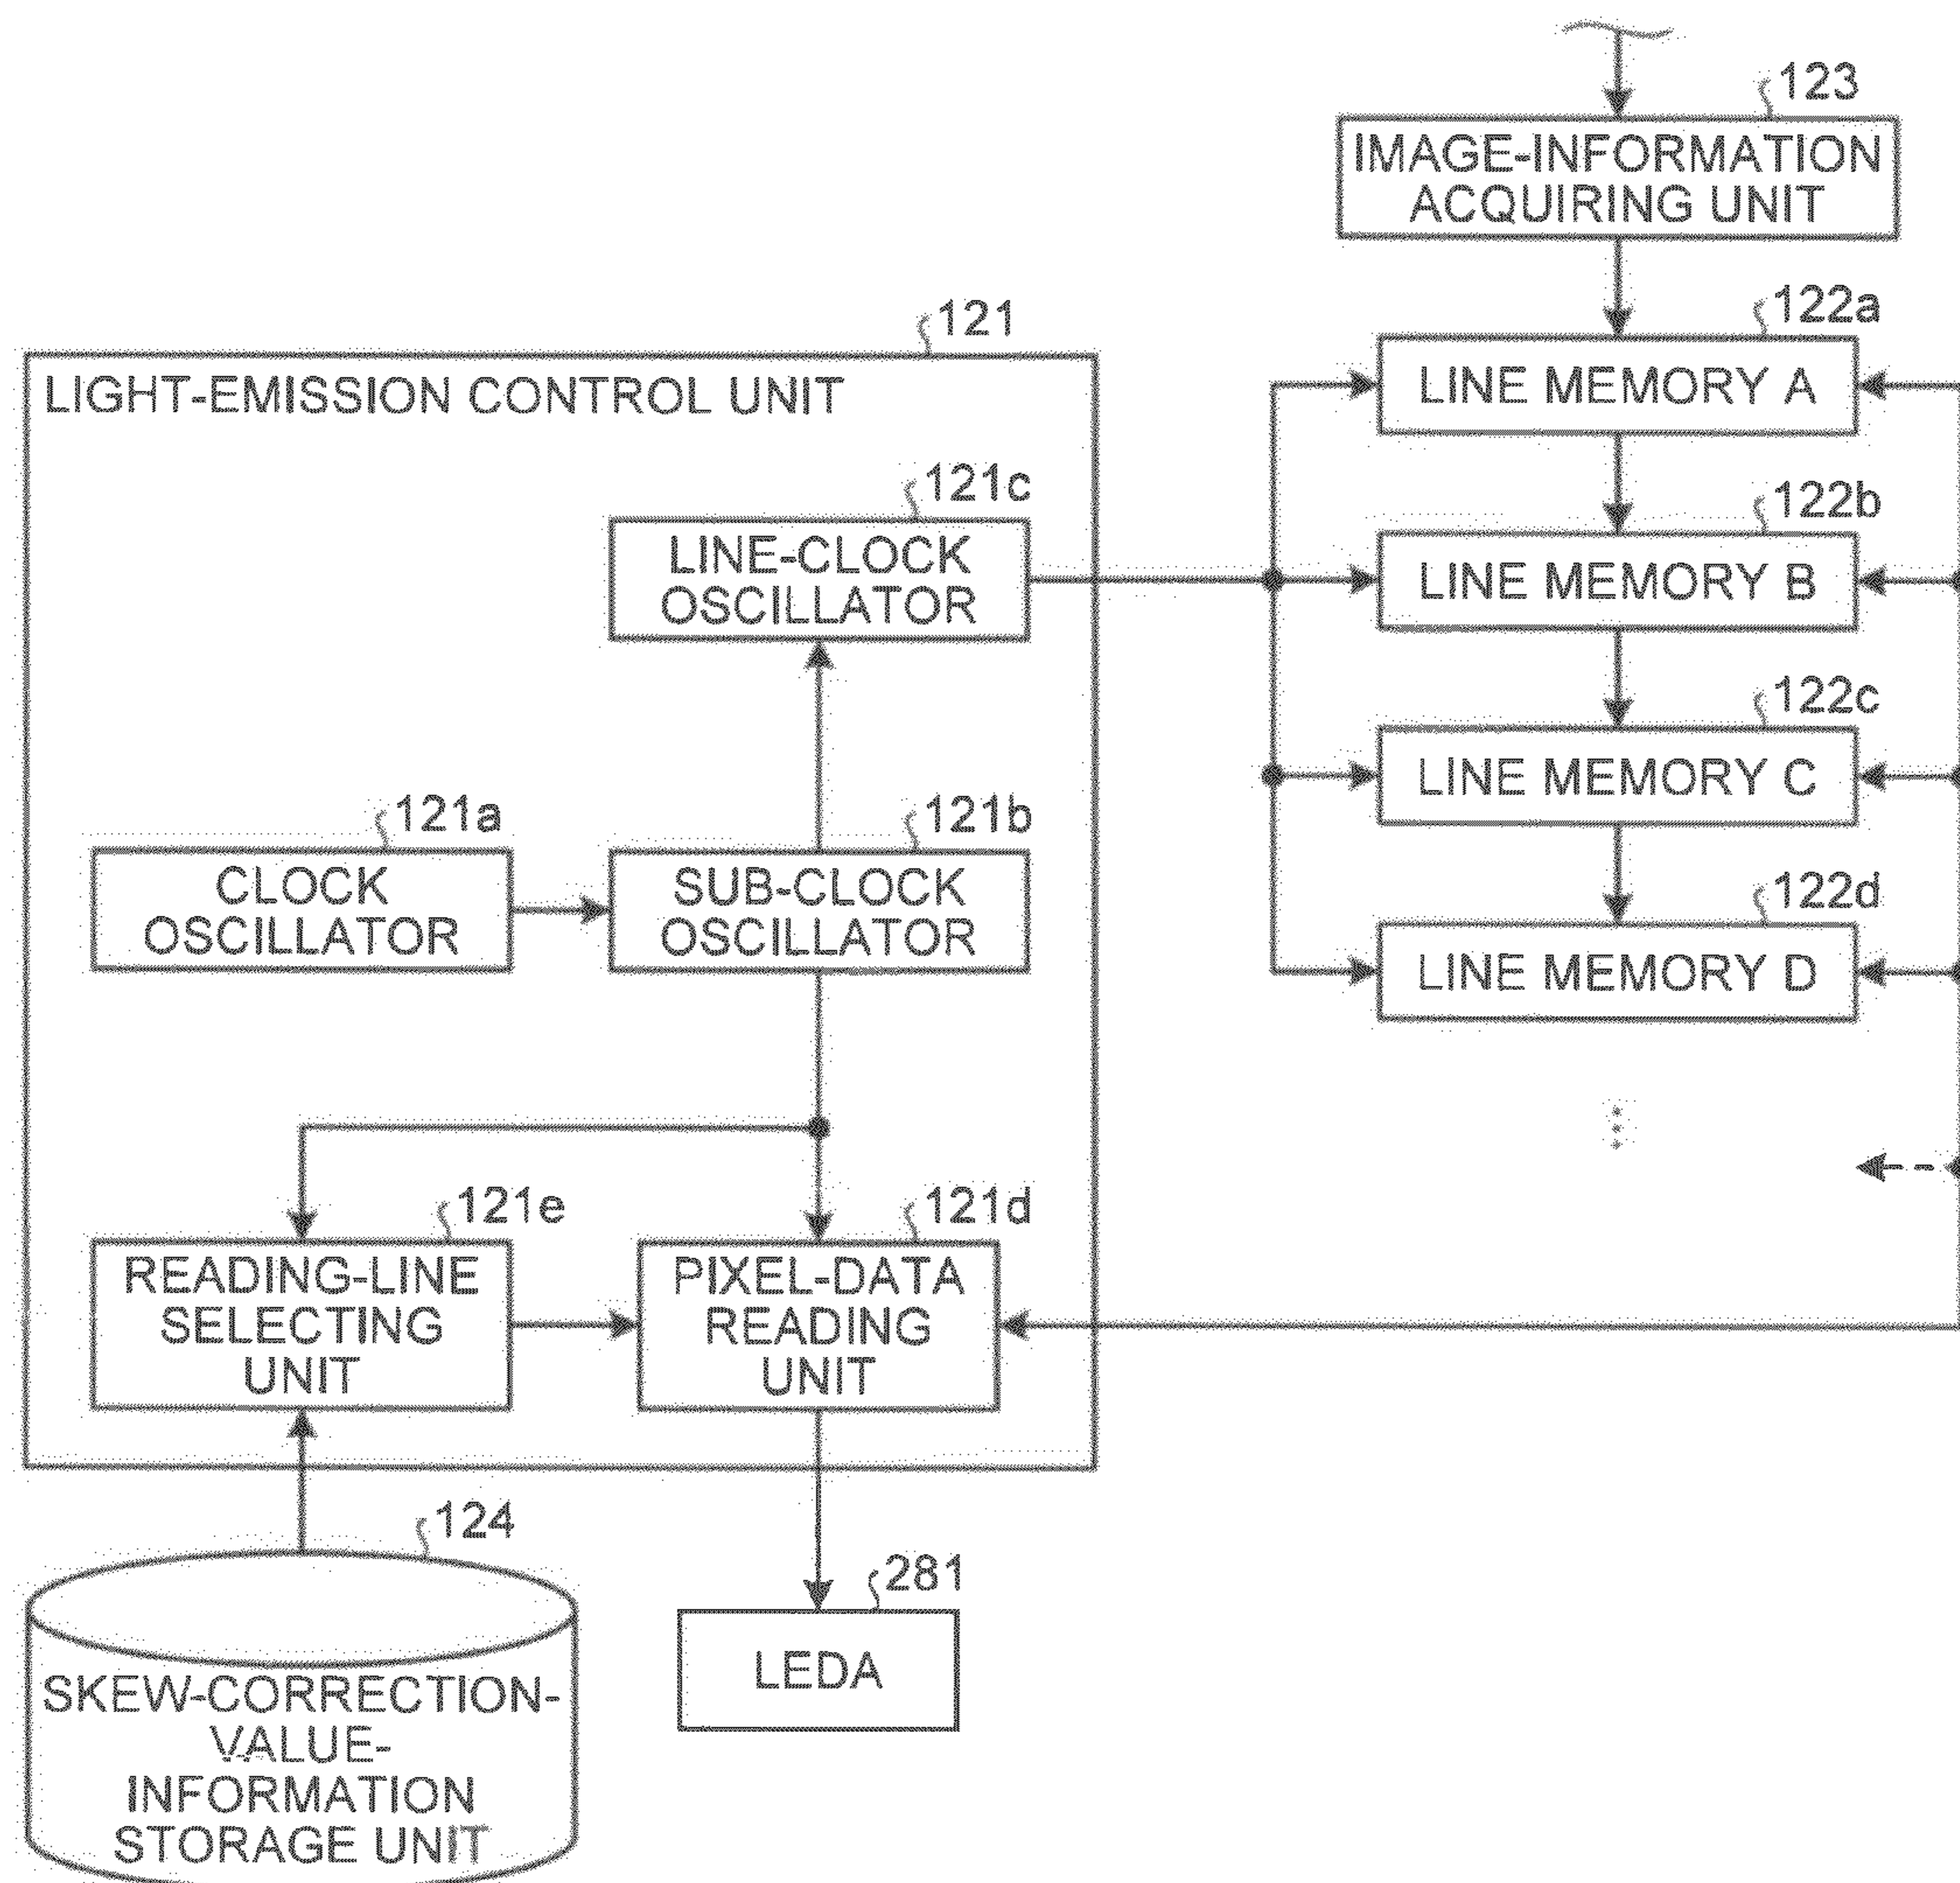 123
IMAGE-INFORMATION
ACQUIRING UNIT
122a
LINE MEMORY A
122b
LINE MEMORY B
122c
LINE MEMORY C
122d
LINE MEMORY D
121
LIGHT-EMISSION CONTROL UNIT
121c
LINE-CLOCK
OSCILLATOR
121a
CLOCK
OSCILLATOR
121b
SUB-CLOCK
OSCILLATOR
121e
READING-LINE
SELECTING
UNIT
121d
PIXEL-DATA
READING
UNIT
124
SKEW-CORRECTION-
VALUE-
INFORMATION
STORAGE UNIT
281
LEDA